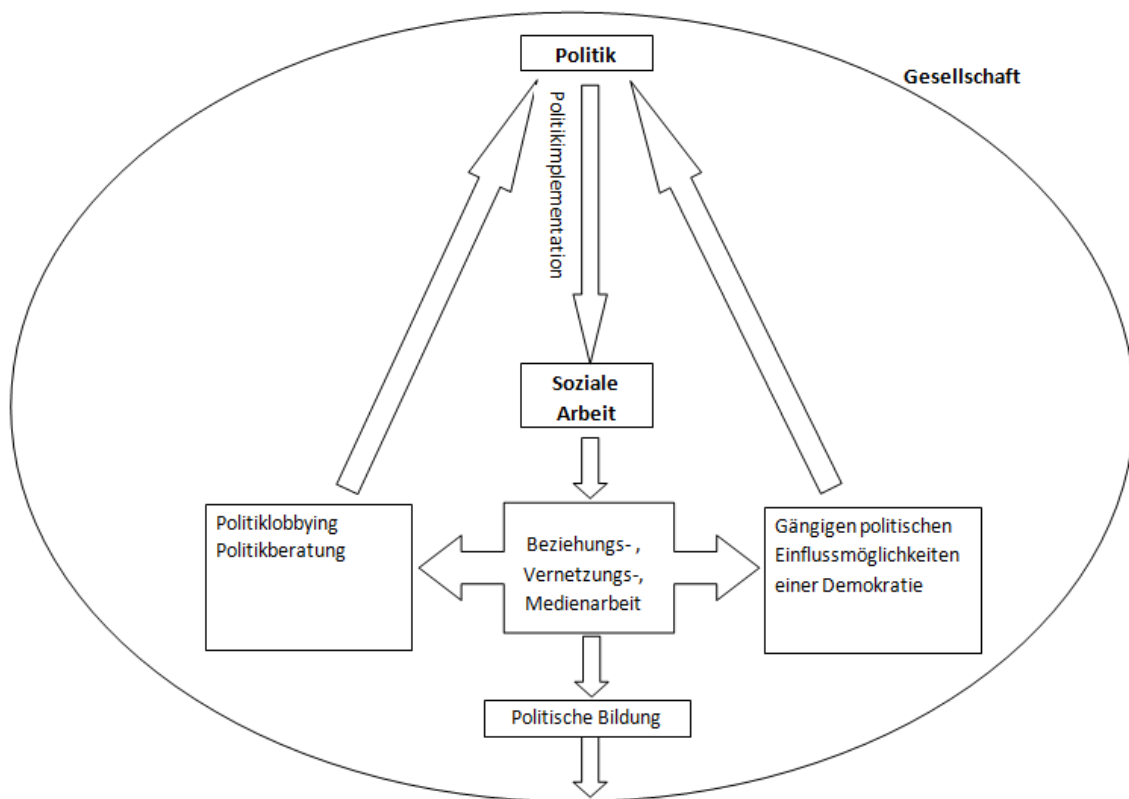 Politik
Gesellschaft
Politikimplementation
Soziale
Arbeit
Politiklobbying
Politikberatung
Beziehungs- ,
Vernetzungs-,
Medienarbeit
Gängigen politischen
Einflussmöglichkeiten
einer Demokratie
Politische Bildung